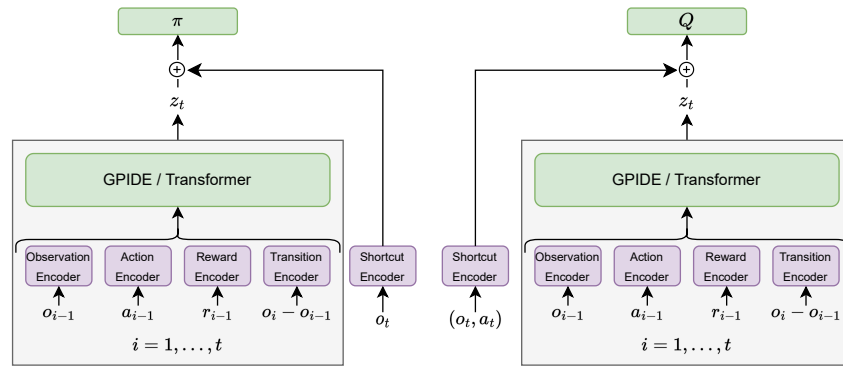 π
+
z_t
GPIDE / Transformer
Observation Encoder
Action Encoder
Reward Encoder
Transition Encoder
Shortcut Encoder
o_{i−1}
a_{i−1}
r_{i−1}
o_i − o_{i−1}
o_t
i = 1, . . . , t
Q
+
z_t
GPIDE / Transformer
Shortcut Encoder
Observation Encoder
Action Encoder
Reward Encoder
Transition Encoder
(o_t, a_t)
o_{i−1}
a_{i−1}
r_{i−1}
o_i − o_{i−1}
i = 1, . . . , t